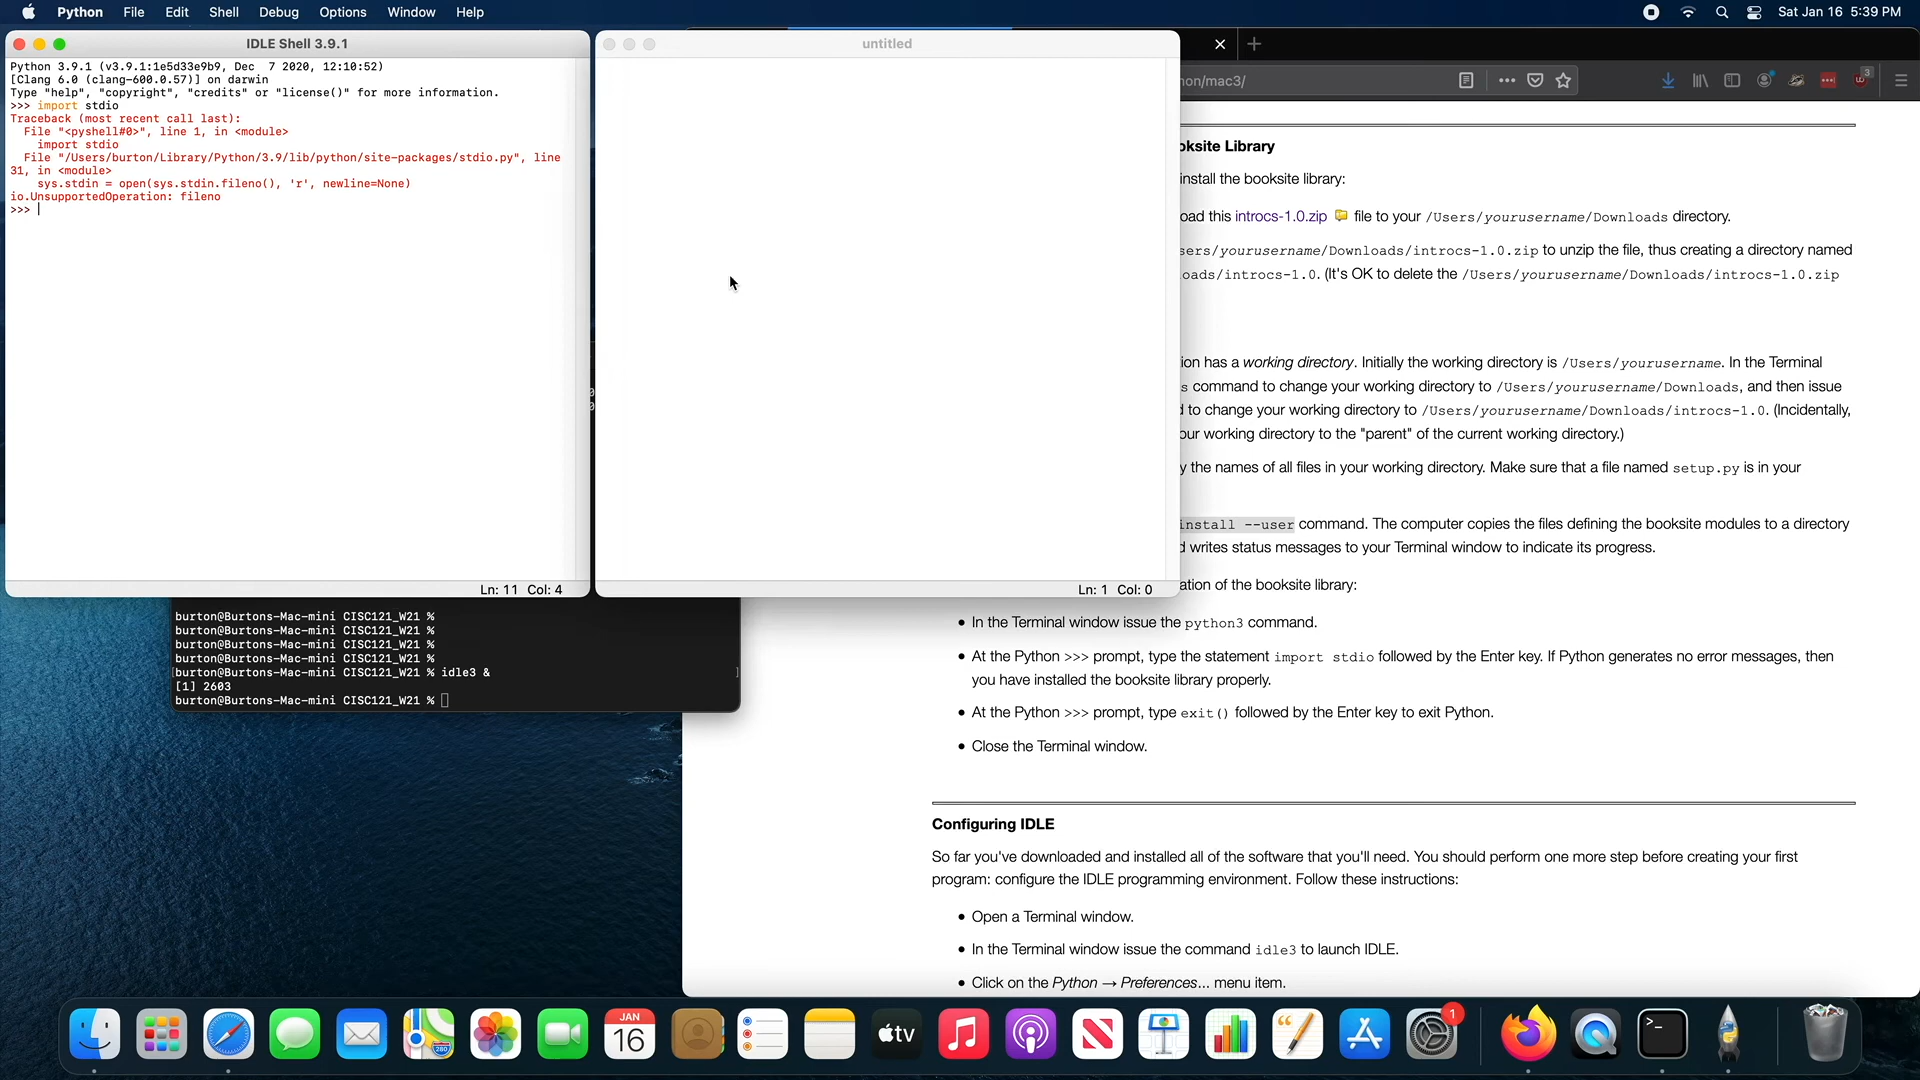 Python File Edit Shell Debug Options Window Help
Sat Jan 16 5:39 PM
IDLE Shell 3.9.1
Python 3.9.1 (v3.9.1:1e5d33e9b9, Dec  7 2020, 12:10:52)
[Clang 6.0 (clang-600.0.57)] on darwin
Type "help", "copyright", "credits" or "license()" for more information.
>>> import stdio
Traceback (most recent call last):
File "<pyshell#0>", line 1, in <module>
import stdio
File "/Users/burton/Library/Python/3.9/lib/python/site-packages/stdio.py", line
31, in <module>
sys.stdin = open(sys.stdin.fileno(), 'r', newline=None)
io.UnsupportedOperation: fileno
>>>
Ln: 11 Col: 4
untitled
Ln: 1 Col: 0
burton@Burtons-Mac-mini CISC121_W21 %
burton@Burtons-Mac-mini CISC121_W21 %
burton@Burtons-Mac-mini CISC121_W21 %
burton@Burtons-Mac-mini CISC121_W21 %
[burton@Burtons-Mac-mini CISC121_W21 % idle3 & ]
[1] 2603
burton@Burtons-Mac-mini CISC121_W21 %
hon/mac3/
3
oksite Library
install the booksite library:
oad this introcs-1.0.zip file to your /Users/yourusername/Downloads directory.
sers/yourusername/Downloads/introcs-1.0.zip to unzip the file, thus creating a directory named
oads/introcs-1.0. (It's OK to delete the /Users/yourusername/Downloads/introcs-1.0.zip
ion has a working directory. Initially the working directory is /Users/yourusername. In the Terminal
s command to change your working directory to /Users/yourusername/Downloads, and then issue
d to change your working directory to /Users/yourusername/Downloads/introcs-1.0. (Incidentally,
our working directory to the "parent" of the current working directory.)
y the names of all files in your working directory. Make sure that a file named setup.py is in your
install --user command. The computer copies the files defining the booksite modules to a directory
d writes status messages to your Terminal window to indicate its progress.
ation of the booksite library:
• In the Terminal window issue the python3 command.
• At the Python >>> prompt, type the statement import stdio followed by the Enter key. If Python generates no error messages, then
you have installed the booksite library properly.
• At the Python >>> prompt, type exit() followed by the Enter key to exit Python.
• Close the Terminal window.
Configuring IDLE
So far you've downloaded and installed all of the software that you'll need. You should perform one more step before creating your first
program: configure the IDLE programming environment. Follow these instructions:
• Open a Terminal window.
• In the Terminal window issue the command idle3 to launch IDLE.
• Click on the Python → Preferences... menu item.
280
JAN
16
tv
1
>_